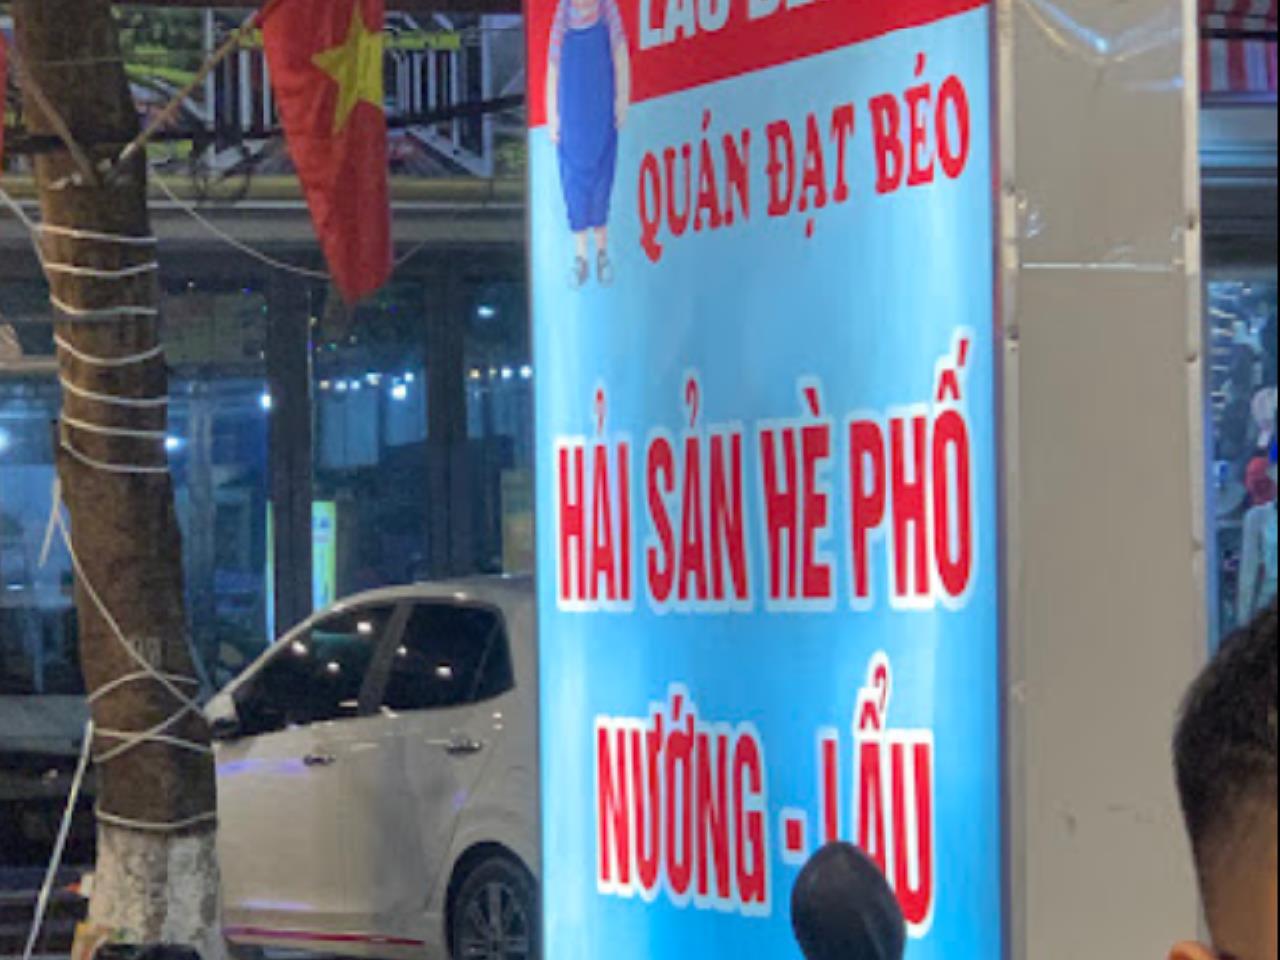 QUÁN ĐẠT BÉO
HẢI SẢN HÈ PHỐ
NƯỚNG - LẨU